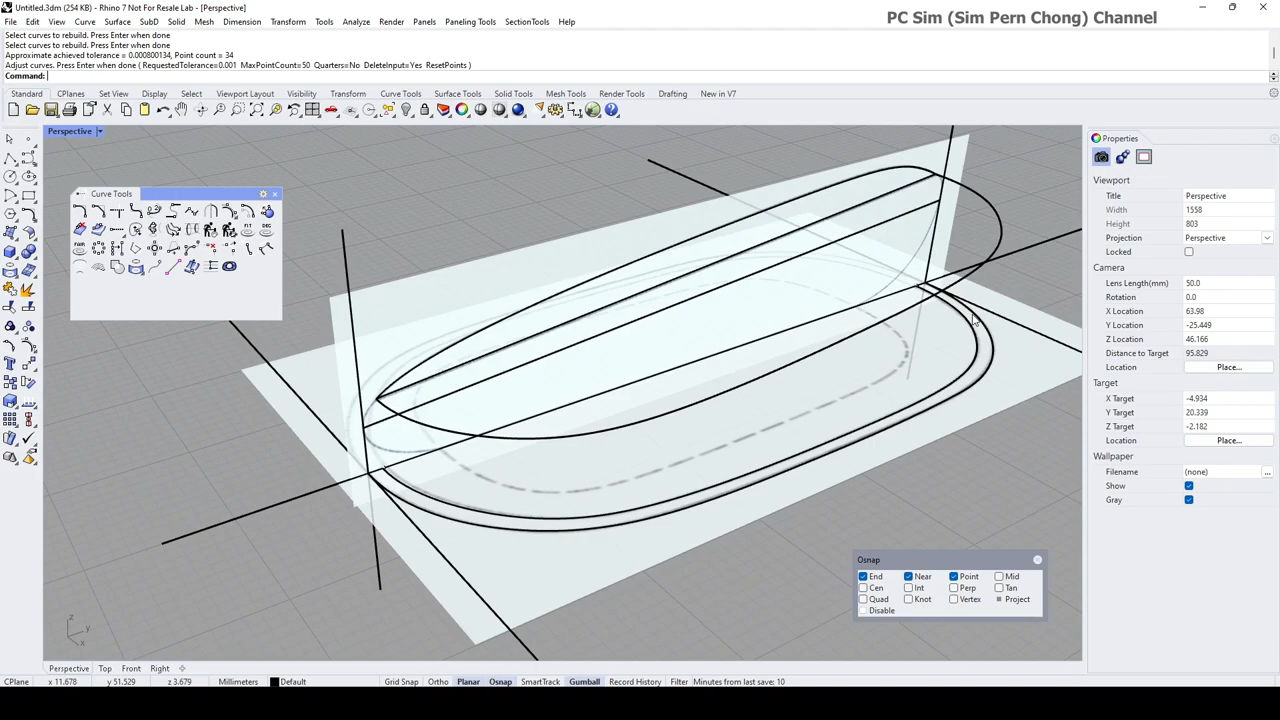 Untitled.3dm (254 KB) - Rhino 7 Not For Resale Lab - [Perspective]
PC Sim (Sim Pern Chong) Channel
File Edit View Curve Surface SubD Solid Mesh Dimension Transform Tools Analyze Render Panels Paneling Tools SectionTools Help
Select curves to rebuild. Press Enter when done
Select curves to rebuild. Press Enter when done
Approximate achieved tolerance = 0.000800134, Point count = 34
Adjust curves. Press Enter when done ( RequestedTolerance=0.001 MaxPointCount=50 Quarters=No DeleteInput=Yes ResetPoints )
Command:
Standard CPlanes Set View Display Select Viewport Layout Visibility Transform Curve Tools Surface Tools Solid Tools Mesh Tools Render Tools Drafting New in V7
Perspective
Curve Tools
Properties
Viewport
Title Perspective
Width 1558
Height 803
Projection Perspective
Locked
Camera
Lens Length(mm) 50.0
Rotation 0.0
X Location 63.98
Y Location -25.449
Z Location 46.166
Distance to Target 95.829
Location Place...
Target
X Target -4.934
Y Target 20.339
Z Target -2.182
Location Place...
Wallpaper
Filename (none) ...
Show
Gray
Osnap
End Near Point Mid
Cen Int Perp Tan
Quad Knot Vertex Project
Disable
z
y
x
Perspective Top Front Right
CPlane x 11.678 y 51.529 z 3.679 Millimeters Default Grid Snap Ortho Planar Osnap SmartTrack Gumball Record History Filter Minutes from last save: 10